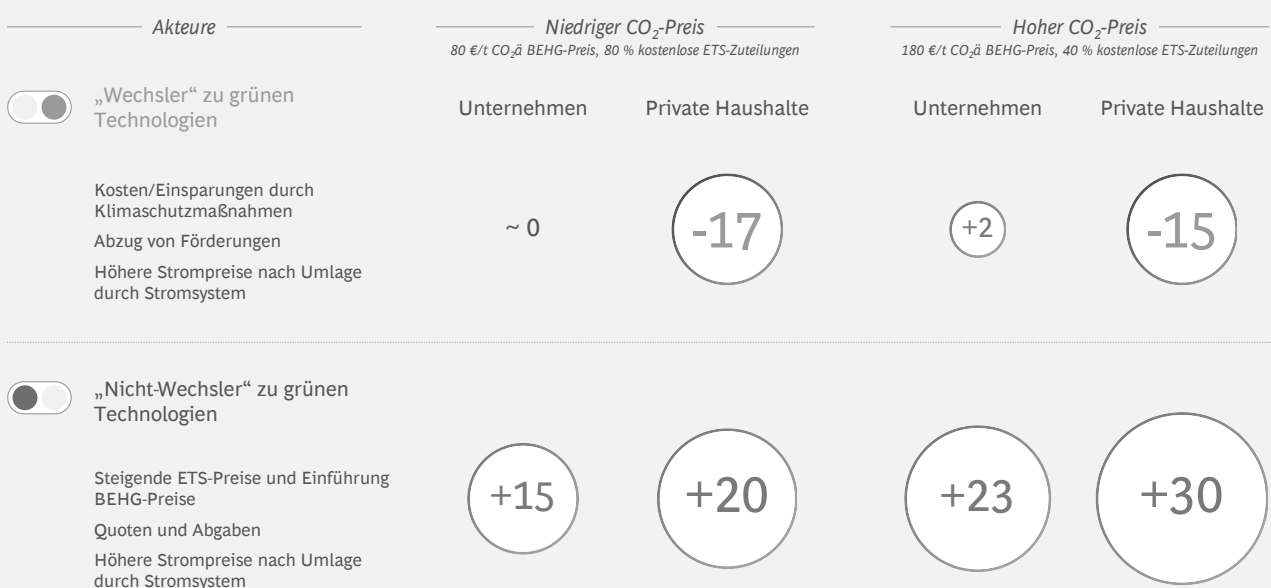 Akteure
Niedriger CO₂-Preis
Hoher CO₂-Preis
80 €/t CO₂ä BEHG-Preis, 80 % kostenlose ETS-Zuteilungen
180 €/t CO₂ä BEHG-Preis, 40 % kostenlose ETS-Zuteilungen
„Wechsler“ zu grünen
Technologien
Unternehmen
Private Haushalte
Unternehmen
Private Haushalte
Kosten/Einsparungen durch
Klimaschutzmaßnahmen
Abzug von Förderungen
Höhere Strompreise nach Umlage
durch Stromsystem
~ 0
-17
+2
-15
„Nicht-Wechsler“ zu grünen
Technologien
Steigende ETS-Preise und Einführung
BEHG-Preise
Quoten und Abgaben
Höhere Strompreise nach Umlage
durch Stromsystem
+15
+20
+23
+30